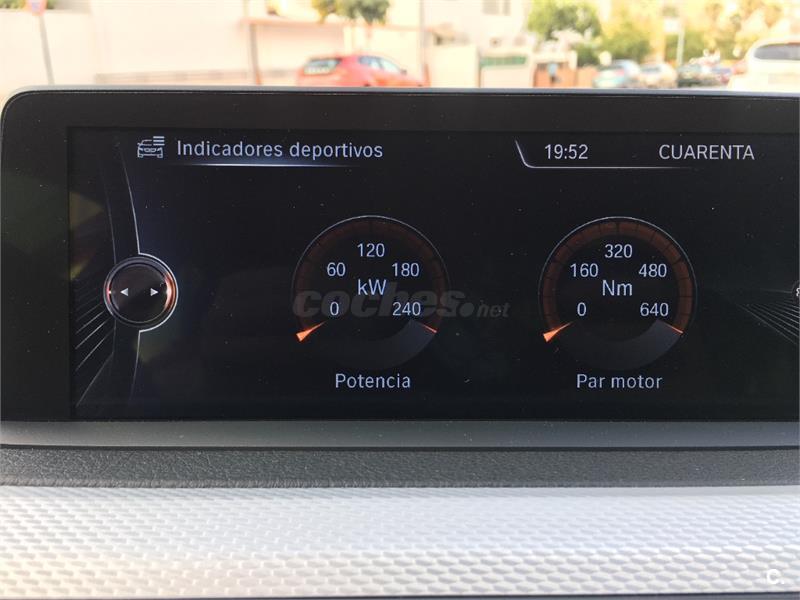 Indicadores deportivos
19:52
CUARENTA
0 60 120 180 240
kW
Potencia
0 160 320 480 640
Nm
Par motor
coches.net
C.